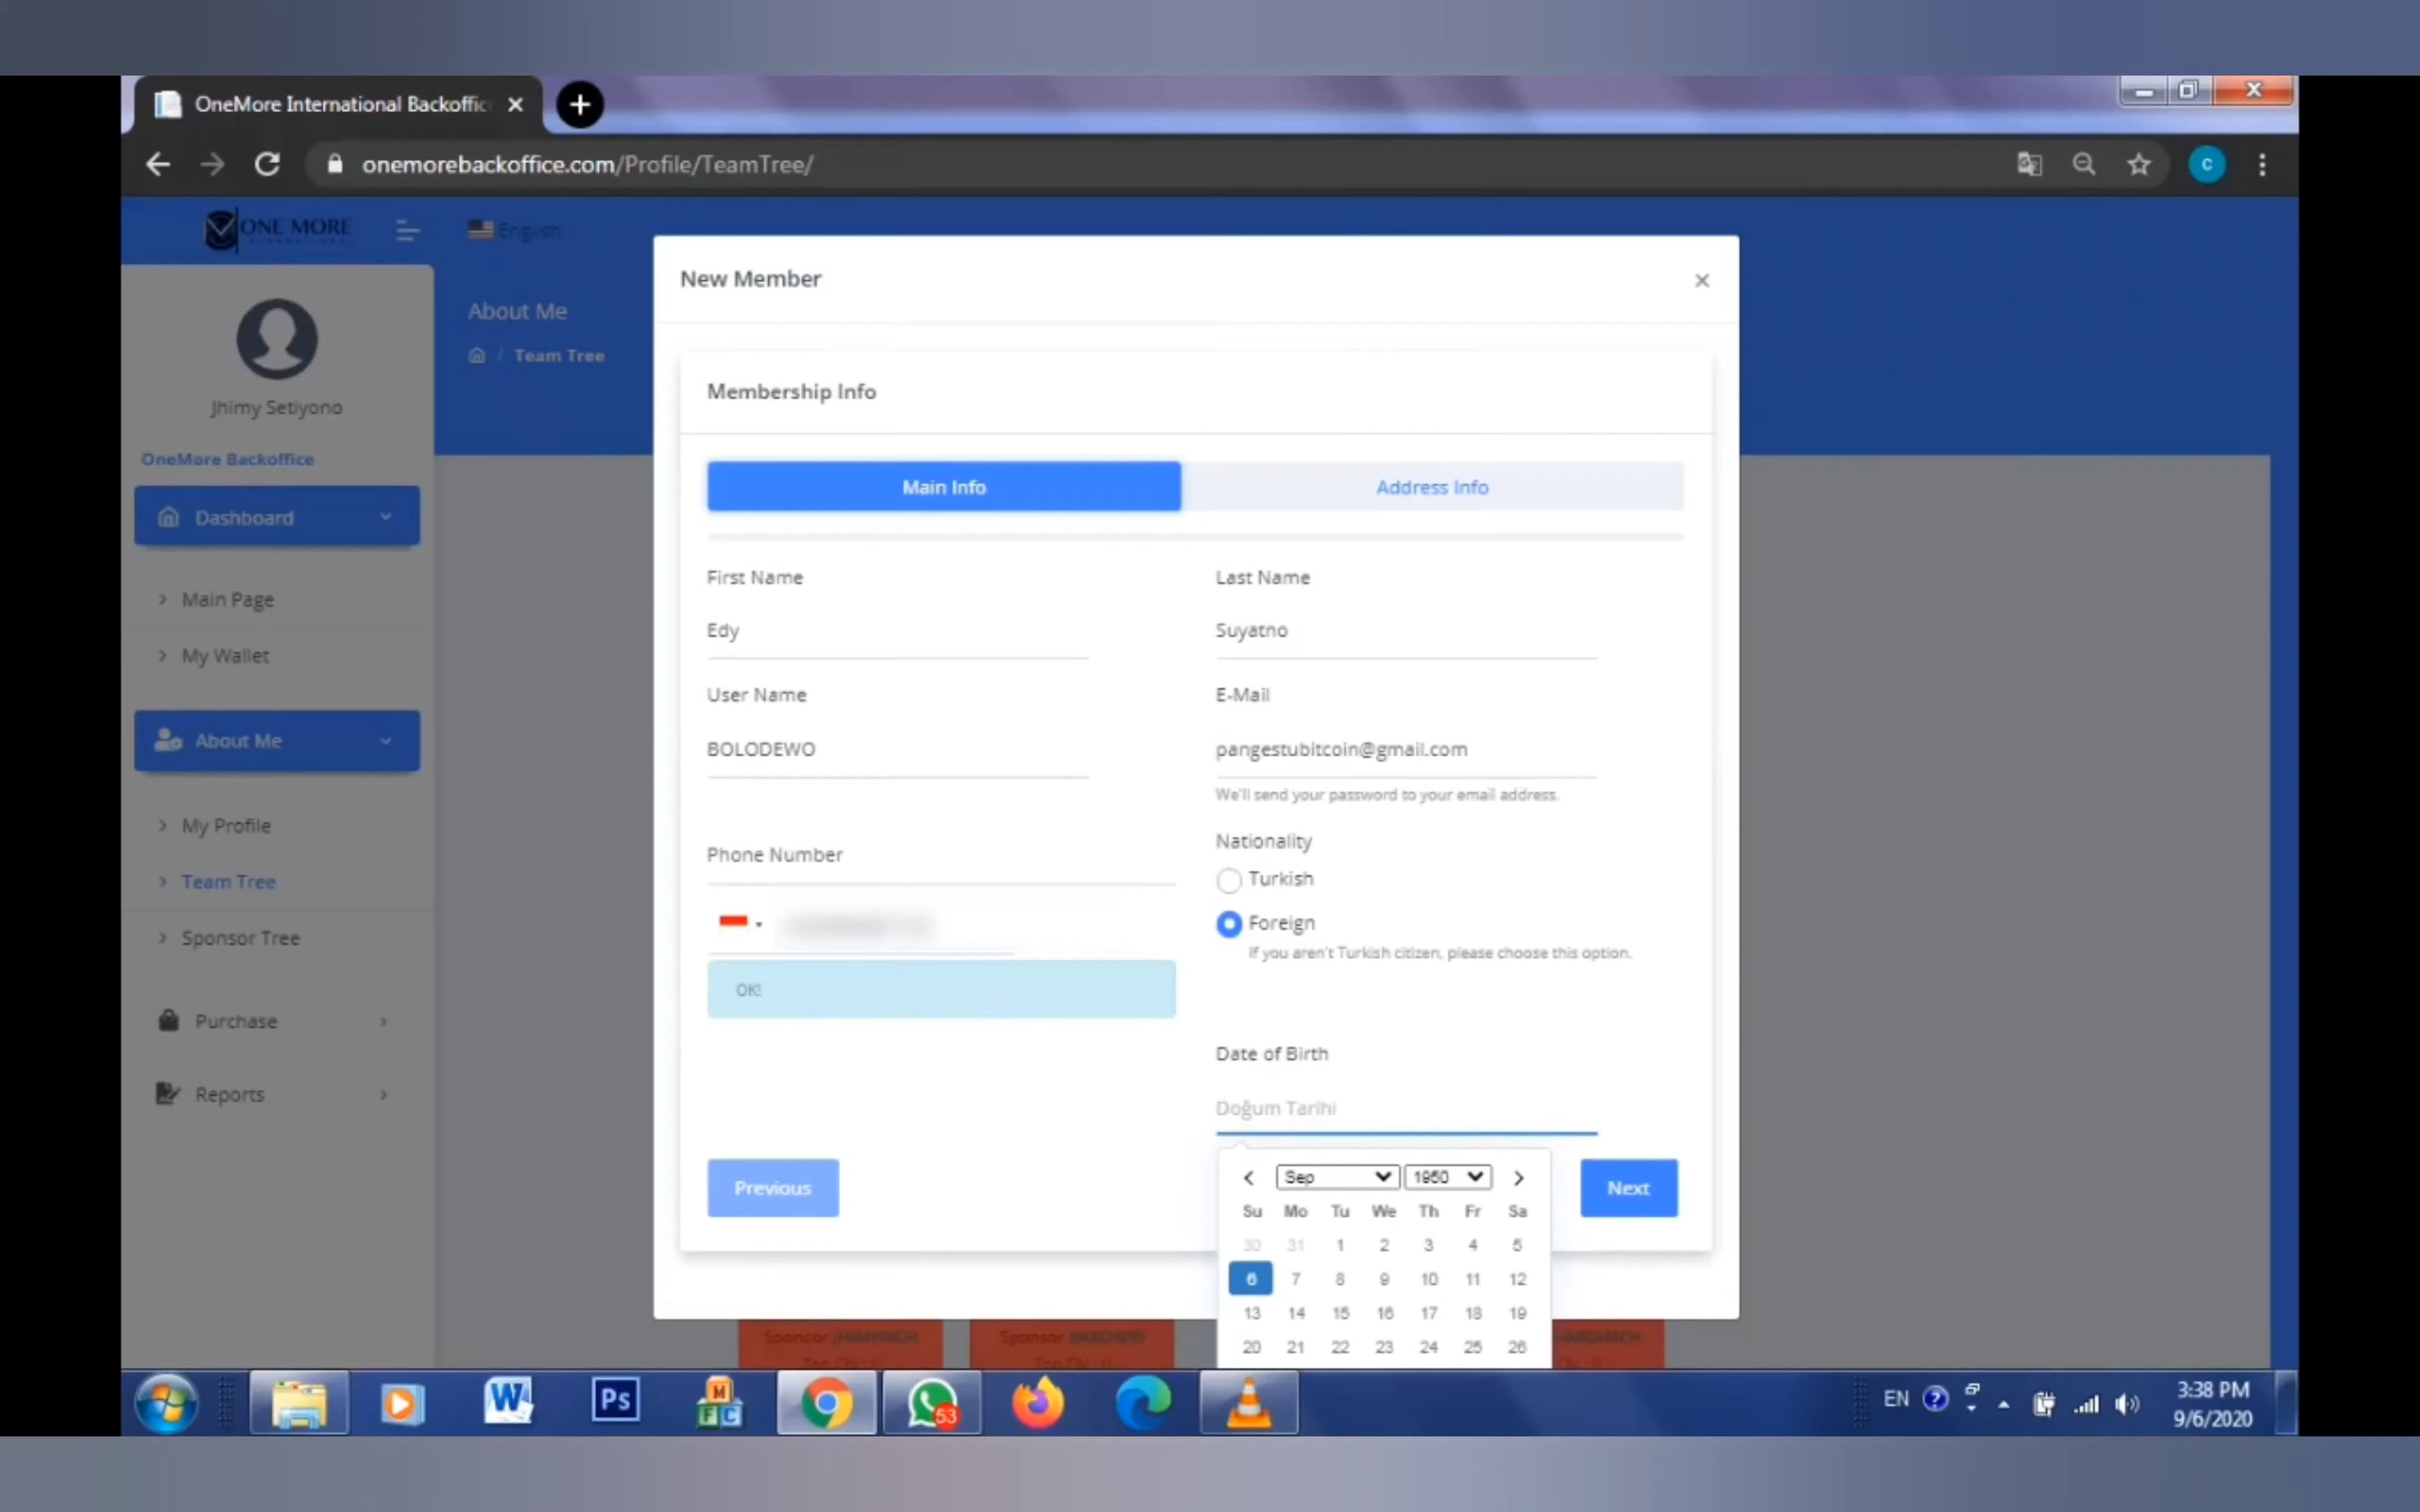 OneMore International Backoffic
onemorebackoffice.com/Profile/TeamTree/
ONE MORE
English
Jhimy Setiyono
OneMore Backoffice
Dashboard
Main Page
My Wallet
About Me
My Profile
Team Tree
Sponsor Tree
Purchase
Reports
About Me
/ Team Tree
New Member
Membership Info
Main Info
Address Info
First Name
Last Name
Edy
Suyatno
User Name
E-Mail
BOLODEWO
pangestubitcoin@gmail.com
We'll send your password to your email address.
Phone Number
Nationality
Turkish
Foreign
If you aren't Turkish citizen, please choose this option.
OK!
Date of Birth
Doğum Tarihi
Previous
Next
Sep 1950
Su Mo Tu We Th Fr Sa
30 31 1 2 3 4 5
6 7 8 9 10 11 12
13 14 15 16 17 18 19
20 21 22 23 24 25 26
Sponsor
Sponsor
W
Ps
M
F C
53
EN
3:38 PM
9/6/2020